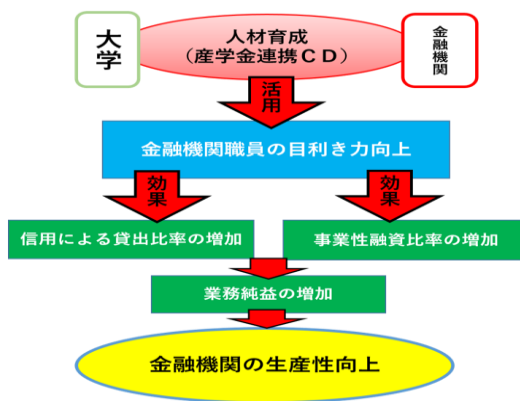 大学
人材育成
（産学金連携ＣＤ）
金融機関
活用
金融機関職員の目利き力向上
効果
効果
信用による貸出比率の増加
事業性融資比率の増加
業務純益の増加
金融機関の生産性向上